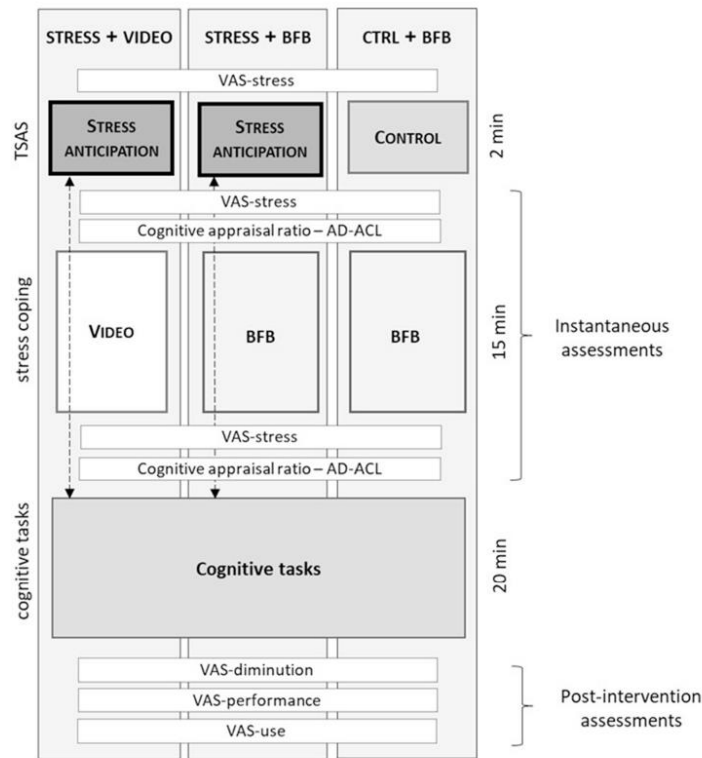 STRESS + VIDEO STRESS + BFB CTRL + BFB
VAS-stress
TSAS
STRESS
ANTICIPATION
STRESS
ANTICIPATION
CONTROL
2 min
VAS-stress
Cognitive appraisal ratio – AD-ACL
stress coping
VIDEO
BFB
BFB
15 min
Instantaneous
assessments
VAS-stress
Cognitive appraisal ratio – AD-ACL
cognitive tasks
Cognitive tasks
20 min
VAS-diminution
VAS-performance
VAS-use
Post-intervention
assessments